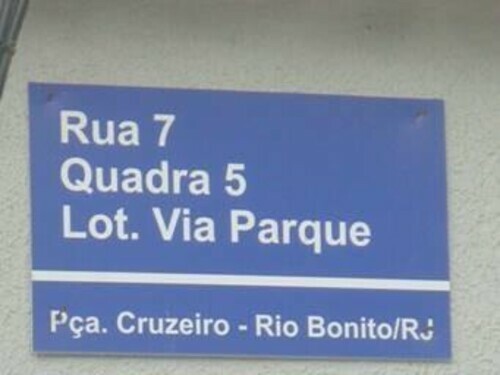 Rua 7
Quadra 5
Lot. Via Parque
Pça. Cruzeiro - Rio Bonito/RJ